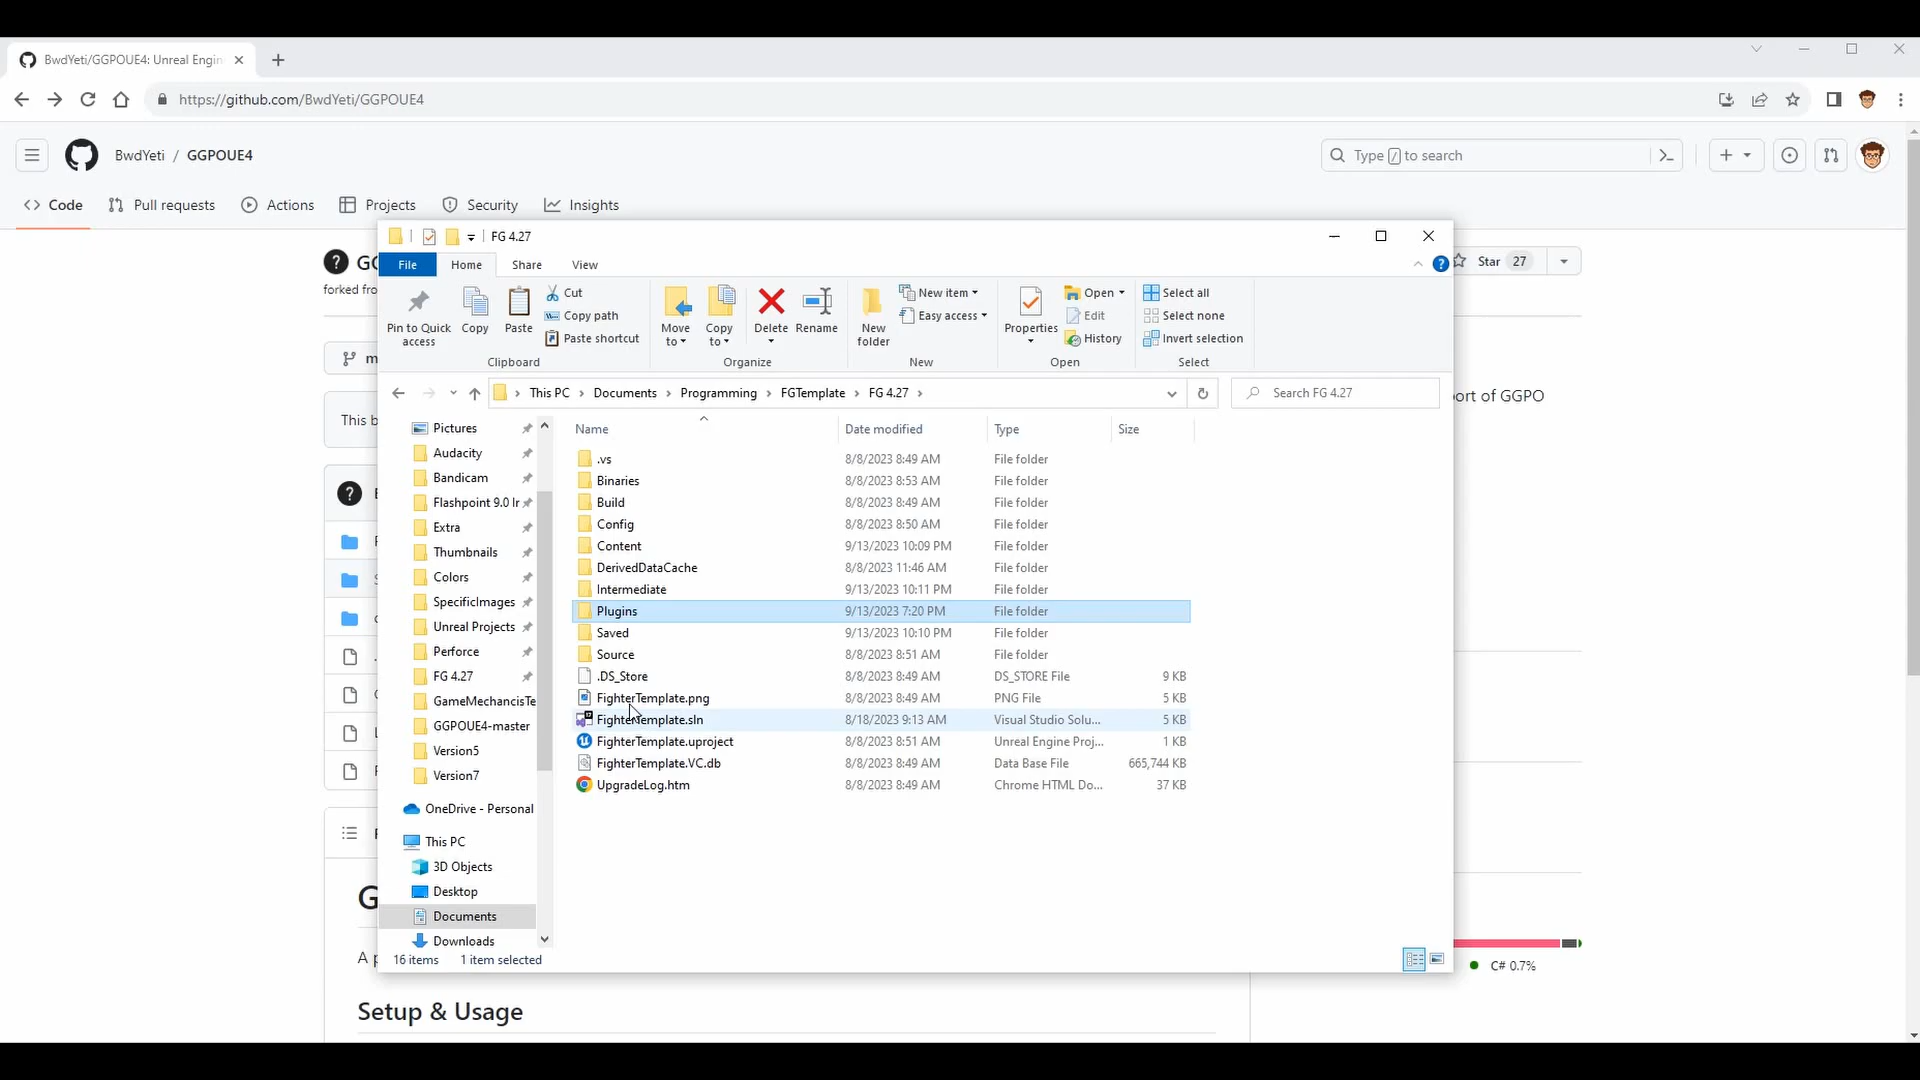 BwdYeti/GGPOUE4: Unreal Engin
https://github.com/BwdYeti/GGPOUE4
BwdYeti / GGPOUE4
Type / to search
Code Pull requests Actions Projects Security Insights
forked fro
Star 27
This b
ort of GGPO
FG 4.27
File Home Share View
Pin to Quick access
Copy
Paste
Cut
Copy path
Paste shortcut
Move to
Copy to
Delete
Rename
New folder
New item
Easy access
Properties
Open
Edit
History
Select all
Select none
Invert selection
Clipboard Organize New Open Select
This PC Documents Programming FGTemplate FG 4.27
Search FG 4.27
Pictures
Audacity
Bandicam
Flashpoint 9.0 Ir
Extra
Thumbnails
Colors
SpecificImages
Unreal Projects
Perforce
FG 4.27
GameMechancisTe
GGPOUE4-master
Version5
Version7
OneDrive - Personal
This PC
3D Objects
Desktop
Documents
Downloads
Name Date modified Type Size
.vs 8/8/2023 8:49 AM File folder
Binaries 8/8/2023 8:53 AM File folder
Build 8/8/2023 8:49 AM File folder
Config 8/8/2023 8:50 AM File folder
Content 9/13/2023 10:09 PM File folder
DerivedDataCache 8/8/2023 11:46 AM File folder
Intermediate 9/13/2023 10:11 PM File folder
Plugins 9/13/2023 7:20 PM File folder
Saved 9/13/2023 10:10 PM File folder
Source 8/8/2023 8:51 AM File folder
.DS_Store 8/8/2023 8:49 AM DS_STORE File 9 KB
FighterTemplate.png 8/8/2023 8:49 AM PNG File 5 KB
FighterTemplate.sln 8/18/2023 9:13 AM Visual Studio Solu... 5 KB
FighterTemplate.uproject 8/8/2023 8:51 AM Unreal Engine Proj... 1 KB
FighterTemplate.VC.db 8/8/2023 8:49 AM Data Base File 665,744 KB
UpgradeLog.htm 8/8/2023 8:49 AM Chrome HTML Do... 37 KB
16 items 1 item selected
C# 0.7%
Setup & Usage